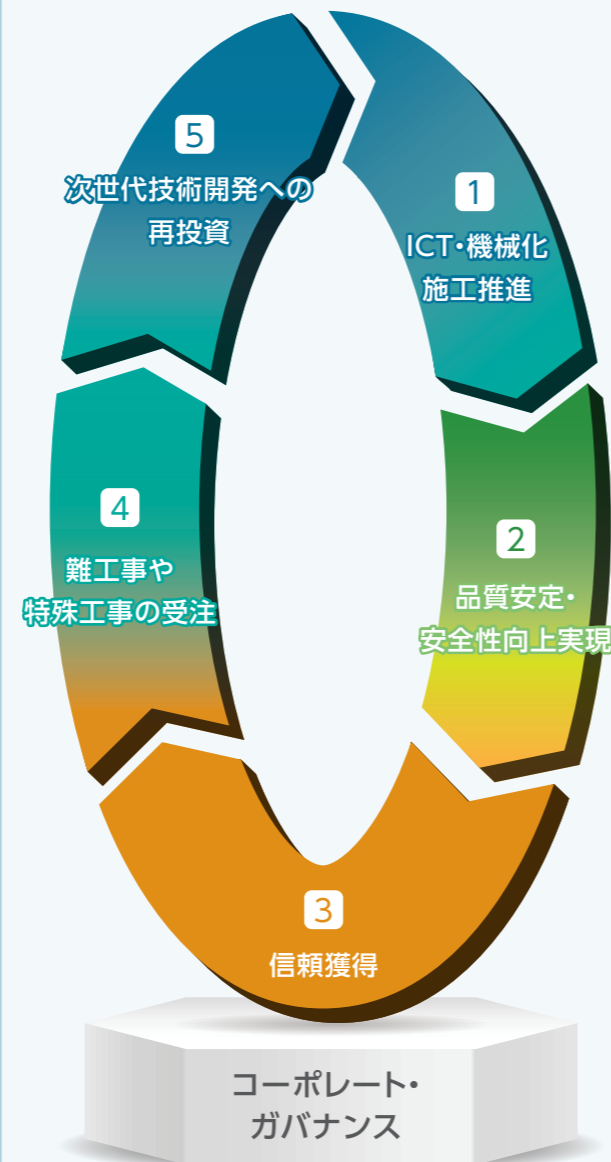 1
ICT・機械化
施工推進
2
品質安定・
安全性向上実現
3
信頼獲得
4
難工事や
特殊工事の受注
5
次世代技術開発への
再投資
コーポレート・
ガバナンス